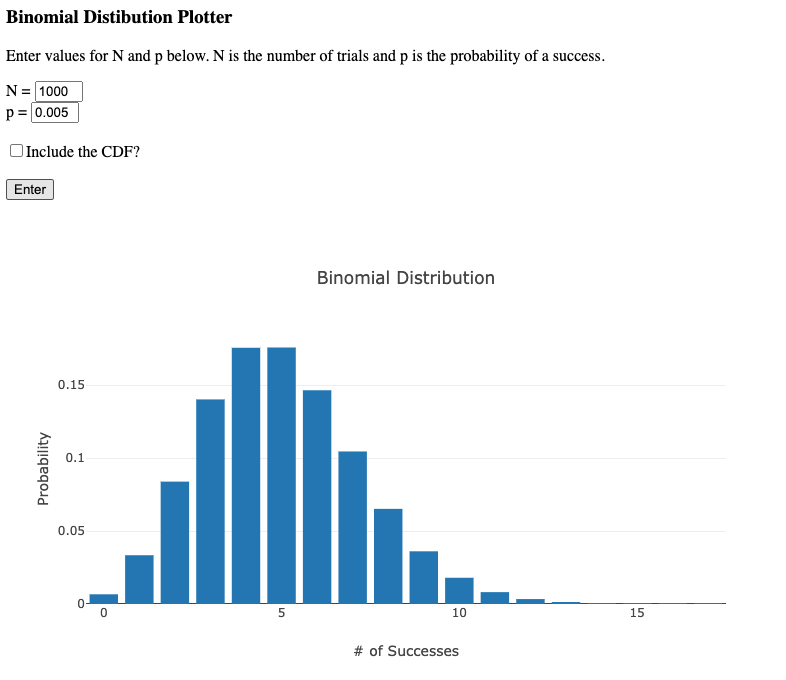 Binomial Distibution Plotter
Enter values for N and p below. N is the number of trials and p is the probability of a success.
N = 1000
p = 0.005
Include the CDF?
Enter
Binomial Distribution
0.15
0.1
0.05
0
Probability
0 5 10 15
# of Successes